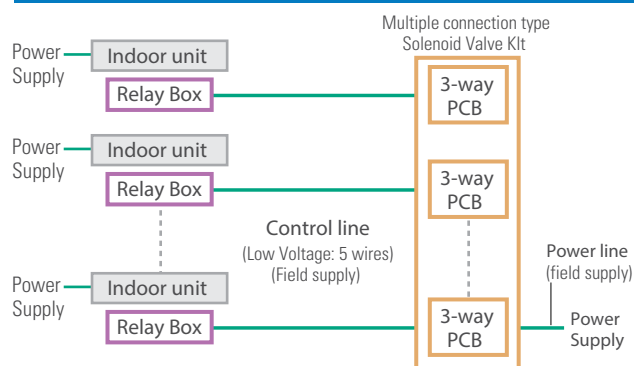 Multiple connection type
Solenoid Valve KIt
Power
Supply
Indoor unit
Relay Box
3-way
PCB
Power
Supply
Indoor unit
Relay Box
3-way
PCB
Control line
(Low Voltage: 5 wires)
(Field supply)
Power line
(field supply)
Power
Supply
Indoor unit
Relay Box
3-way
PCB
Power
Supply